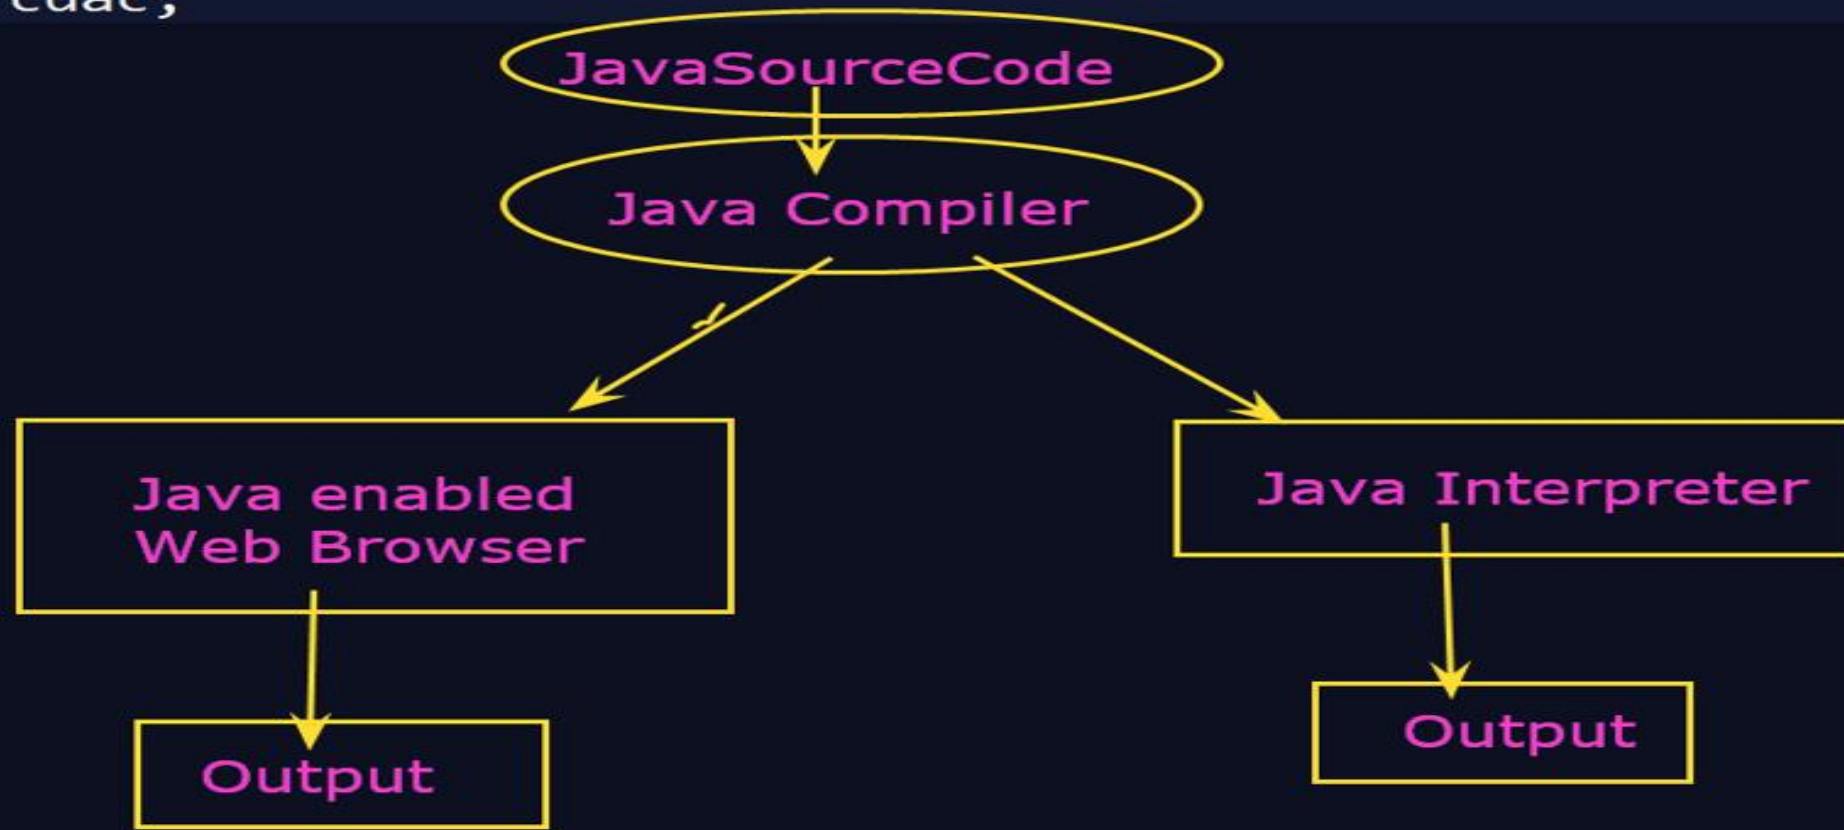 JavaSourceCode
Java Compiler
Java enabled
Web Browser
Java Interpreter
Output
Output